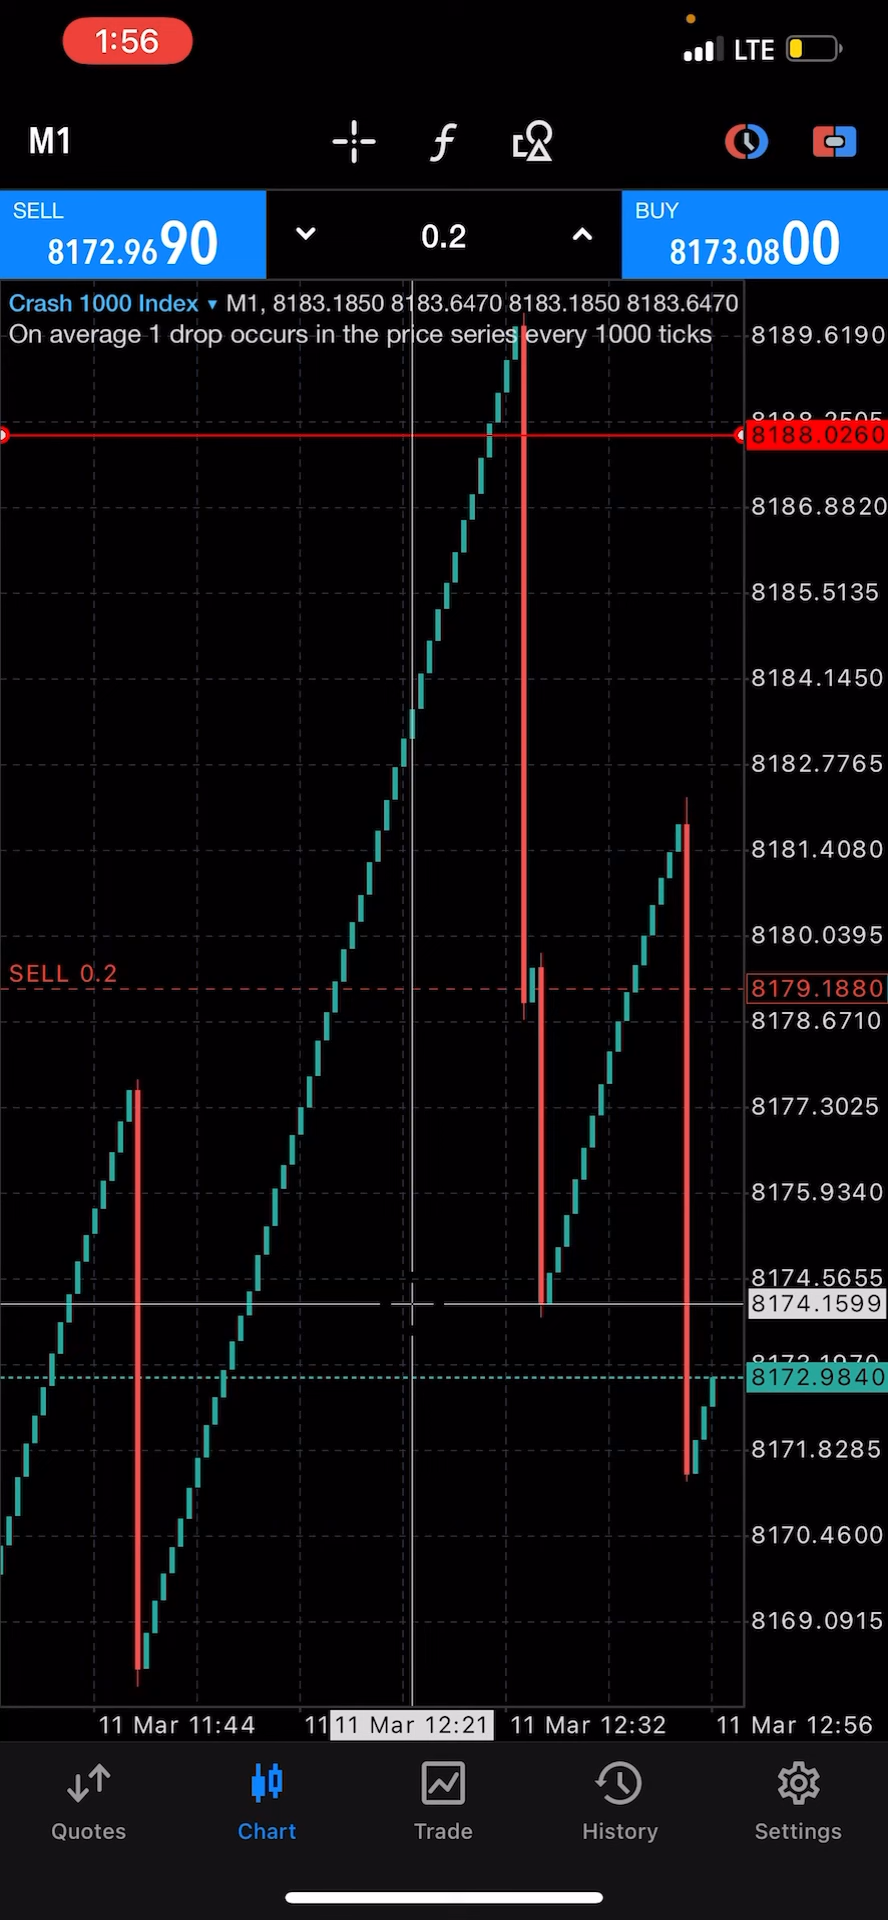 1:56
LTE
M1
SELL
8172.9690
0.2
BUY
8173.0800
Crash 1000 Index ▾ M1, 8183.1850 8183.6470 8183.1850 8183.6470
On average 1 drop occurs in the price series every 1000 ticks
8189.6190
8188.2505
8188.0260
8186.8820
8185.5135
8184.1450
8182.7765
8181.4080
8180.0395
SELL 0.2
8179.1880
8178.6710
8177.3025
8175.9340
8174.5655
8174.1599
8173.1970
8172.9840
8171.8285
8170.4600
8169.0915
11 Mar 11:44 11 11 Mar 12:21 11 Mar 12:32 11 Mar 12:56
Quotes Chart Trade History Settings